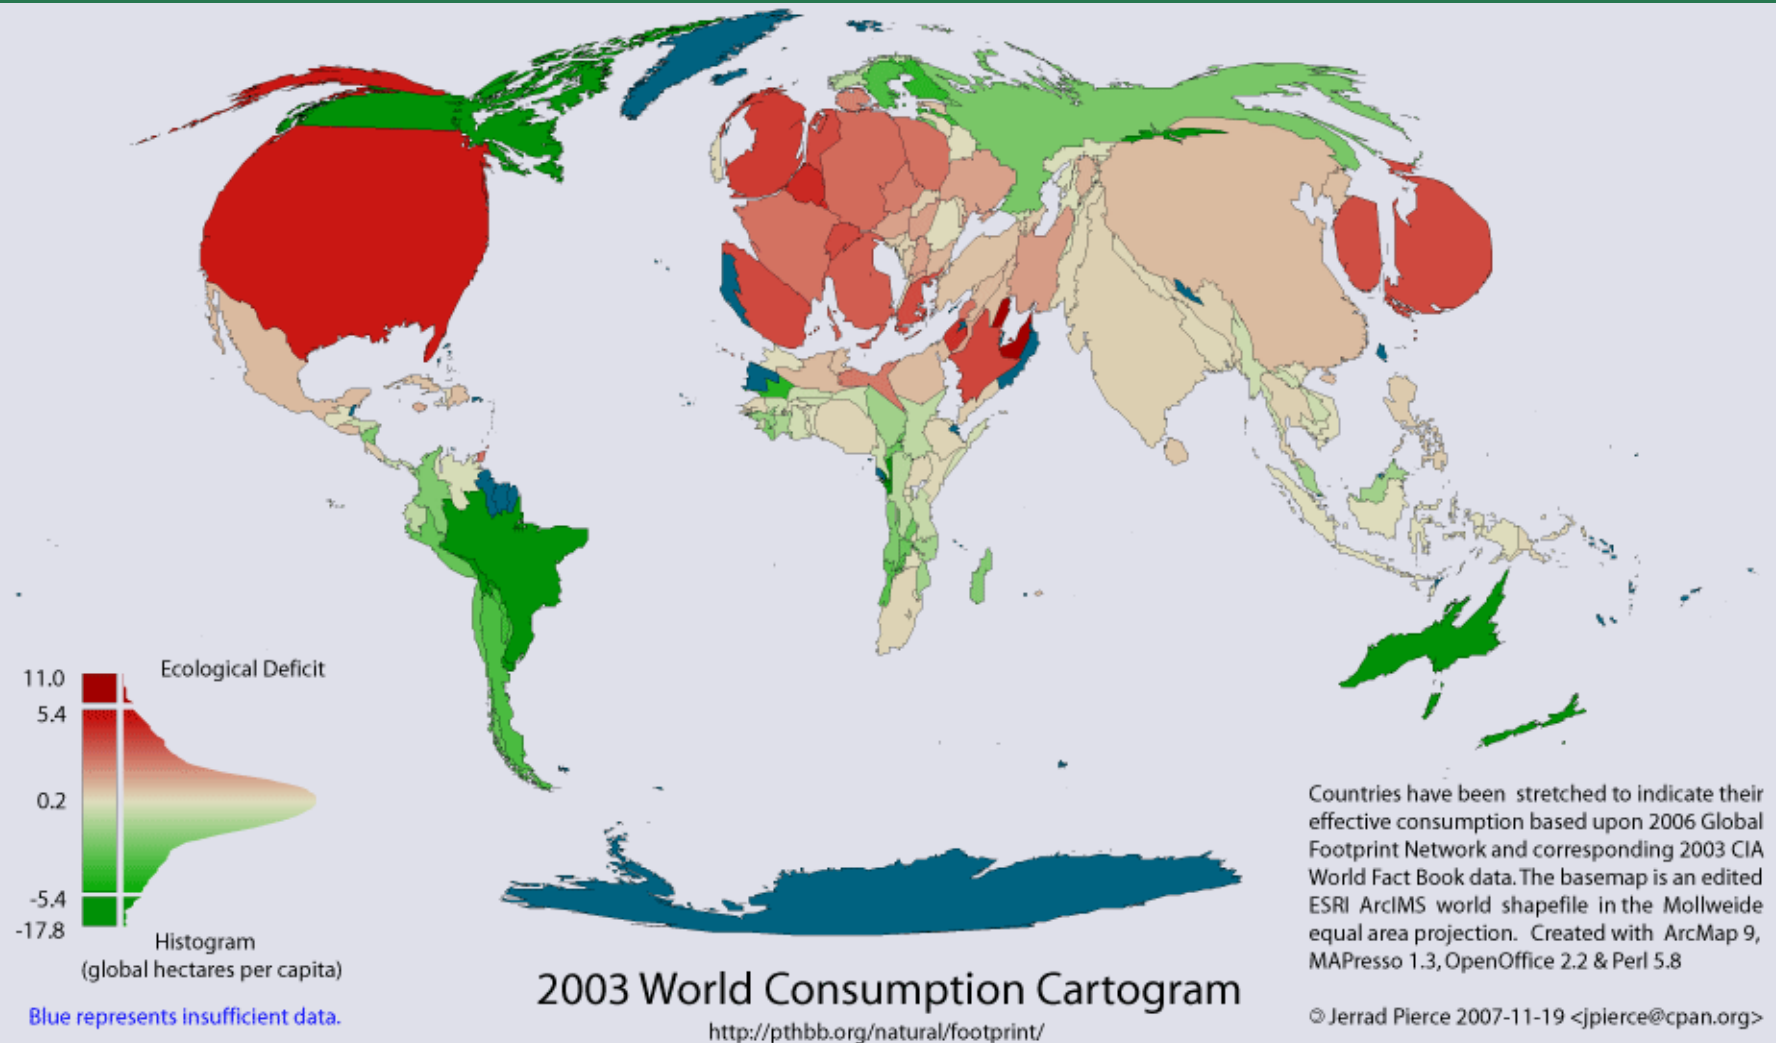 Ecological Deficit
11.0
5.4
0.2
-5.4
-17.8
Histogram
(global hectares per capita)
Blue represents insufficient data.
2003 World Consumption Cartogram
http://pthbb.org/natural/footprint/
Countries have been stretched to indicate their
effective consumption based upon 2006 Global
Footprint Network and corresponding 2003 CIA
World Fact Book data. The basemap is an edited
ESRI ArcIMS world shapefile in the Mollweide
equal area projection. Created with ArcMap 9,
MAPresso 1.3, OpenOffice 2.2 & Perl 5.8
© Jerrad Pierce 2007-11-19 <jpierce@cpan.org>